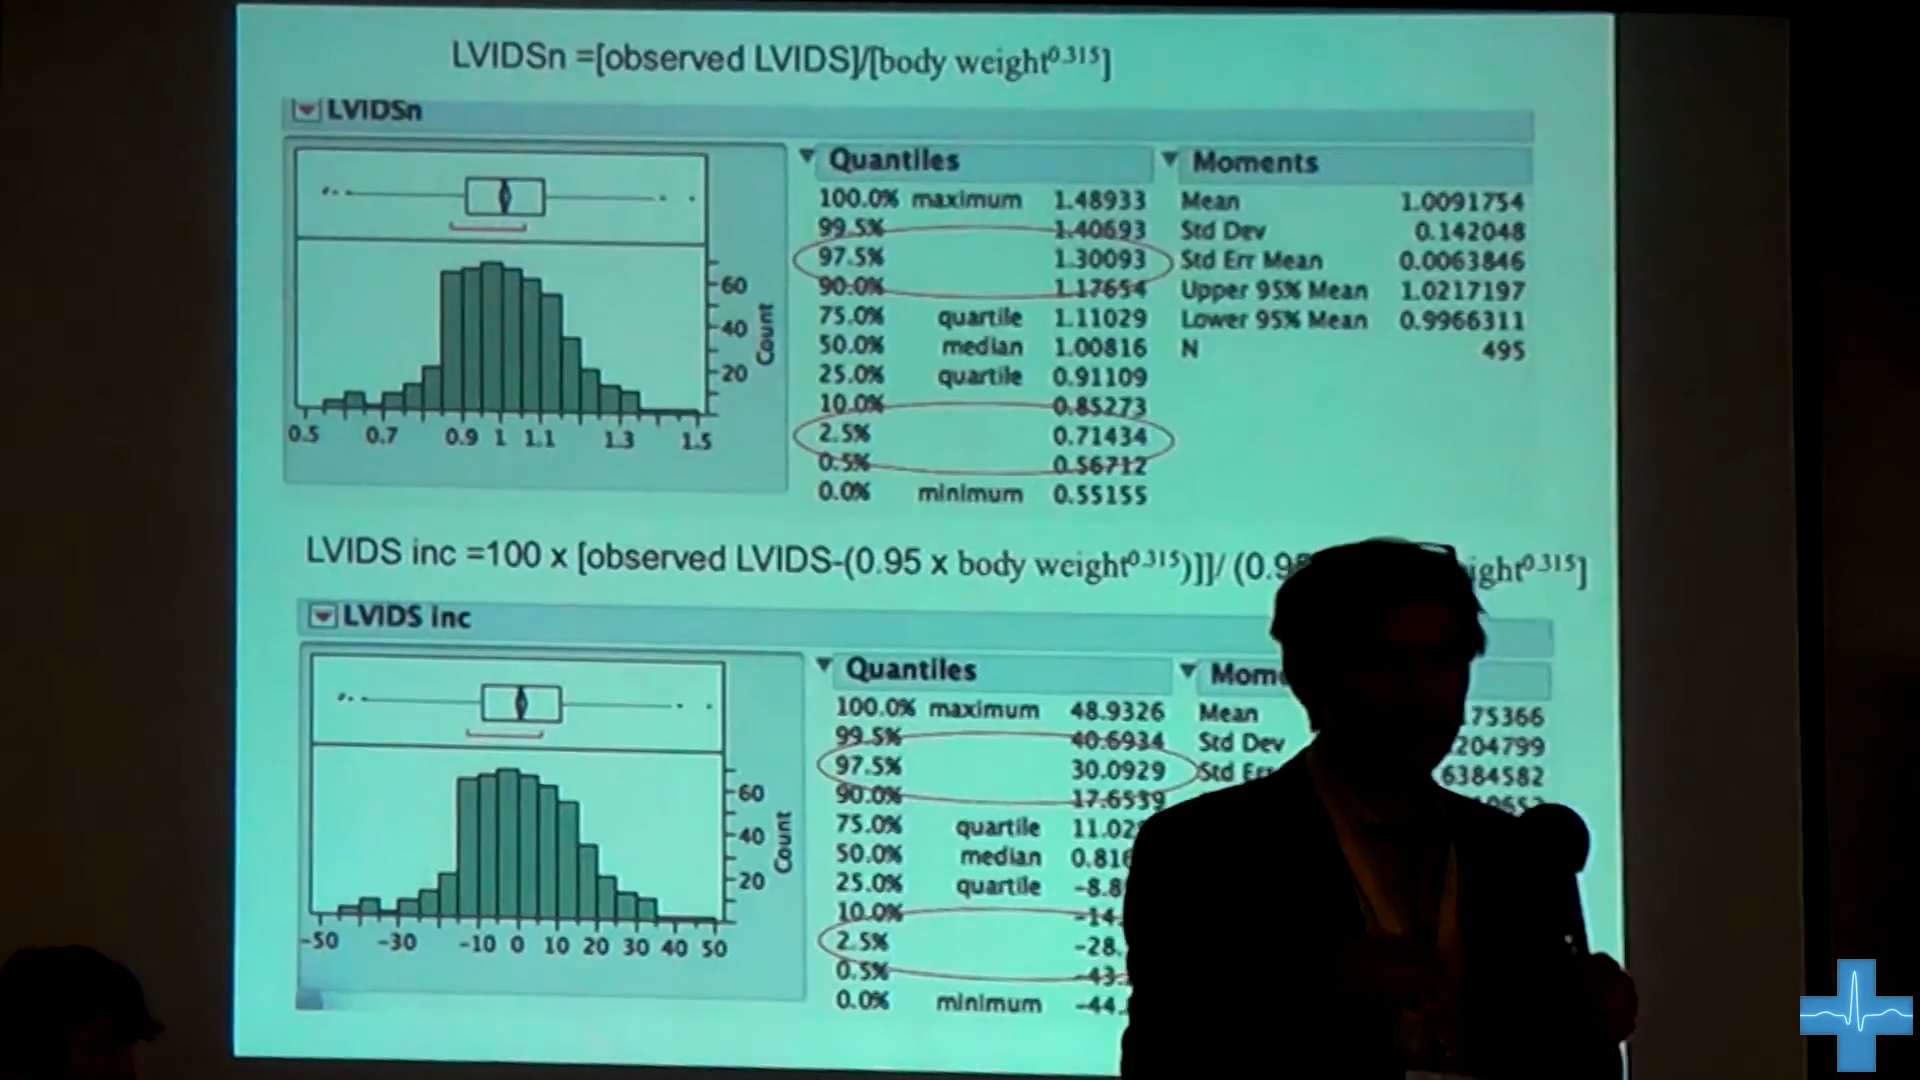 LVIDSn =[observed LVIDS]/[body weight^0.315]
LVIDSn
60
40
20
Count
0.5 0.7 0.9 1 1.1 1.3 1.5
Quantiles
100.0% maximum 1.48933
99.5% 1.40693
97.5% 1.30093
90.0% 1.17654
75.0% quartile 1.11029
50.0% median 1.00816
25.0% quartile 0.91109
10.0% 0.85273
2.5% 0.71434
0.5% 0.56712
0.0% minimum 0.55155
Moments
Mean 1.0091754
Std Dev 0.142048
Std Err Mean 0.0063846
Upper 95% Mean 1.0217197
Lower 95% Mean 0.9966311
N 495
LVIDS inc =100 x [observed LVIDS-(0.95 x body weight^0.315)]]/ (0.9
LVIDS inc
60
40
20
Count
-50 -30 -10 0 10 20 30 40 50
Quantiles
100.0% maximum 48.9326
99.5% 40.6934
97.5% 30.0929
90.0% 17.6539
75.0% quartile 11.02
50.0% median 0.816
25.0% quartile -8.8
10.0% -14.
2.5% -28.
0.5% -43.
0.0% minimum -44.
Mean 75366
Std Dev 204799
Std Err 6384582